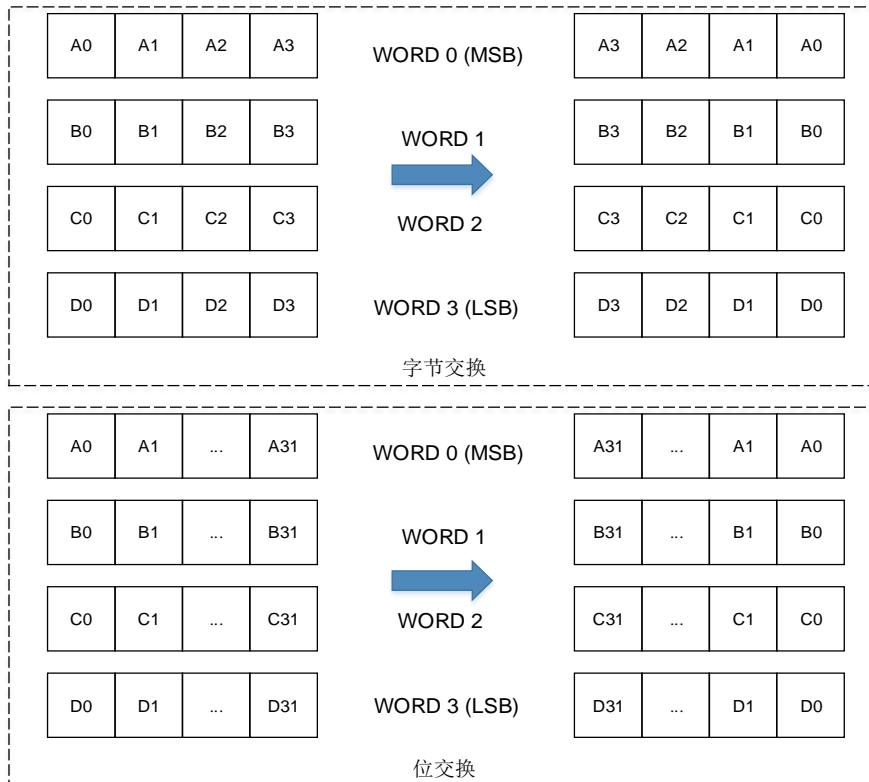 A0 A1 A2 A3 WORD 0 (MSB) A3 A2 A1 A0
B0 B1 B2 B3 WORD 1 B3 B2 B1 B0
C0 C1 C2 C3 WORD 2 C3 C2 C1 C0
D0 D1 D2 D3 WORD 3 (LSB) D3 D2 D1 D0
字节交换
A0 A1 ... A31 WORD 0 (MSB) A31 ... A1 A0
B0 B1 ... B31 WORD 1 B31 ... B1 B0
C0 C1 ... C31 WORD 2 C31 ... C1 C0
D0 D1 ... D31 WORD 3 (LSB) D31 ... D1 D0
位交换